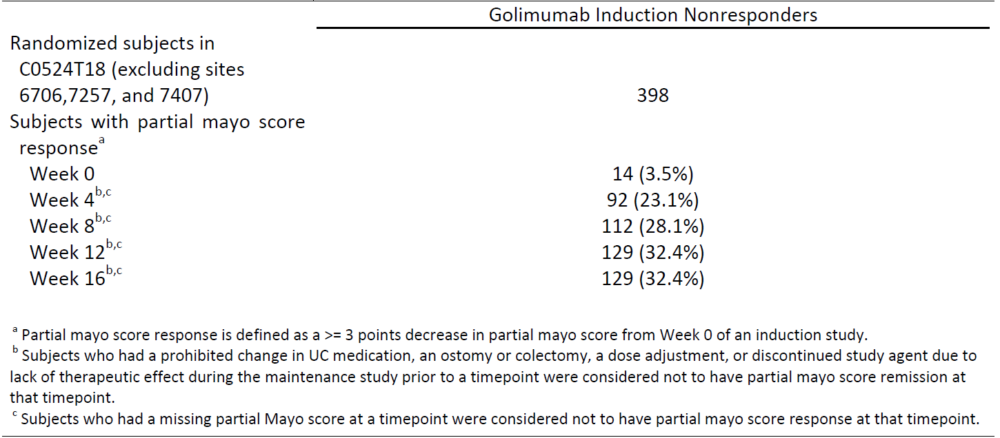 Golimumab Induction Nonresponders
Randomized subjects in
C0524T18 (excluding sites
6706,7257, and 7407) 398
Subjects with partial mayo score
response^a
Week 0 14 (3.5%)
Week 4^b,c 92 (23.1%)
Week 8^b,c 112 (28.1%)
Week 12^b,c 129 (32.4%)
Week 16^b,c 129 (32.4%)
^a Partial mayo score response is defined as a >= 3 points decrease in partial mayo score from Week 0 of an induction study.
^b Subjects who had a prohibited change in UC medication, an ostomy or colectomy, a dose adjustment, or discontinued study agent due to
lack of therapeutic effect during the maintenance study prior to a timepoint were considered not to have partial mayo score remission at
that timepoint.
^c Subjects who had a missing partial Mayo score at a timepoint were considered not to have partial mayo score response at that timepoint.